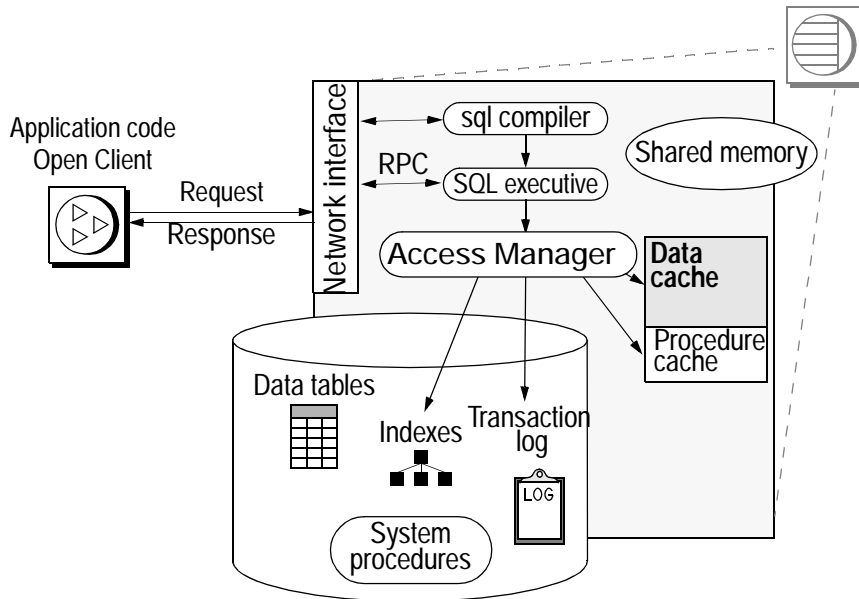 Application code
Open Client
Request
Response
Network interface
sql compiler
RPC
SQL executive
Shared memory
Access Manager
Data
cache
Procedure
cache
Data tables
Indexes
Transaction
log
LOG
System
procedures